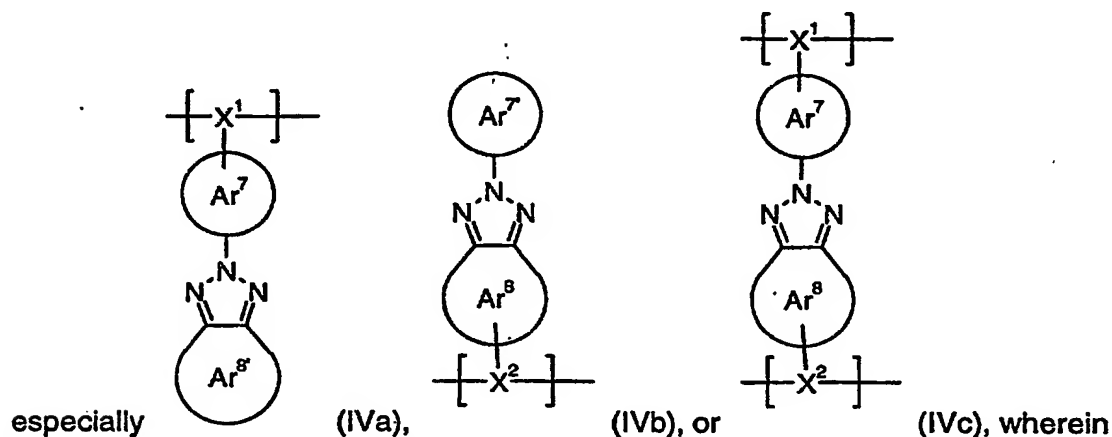 X¹ Ar⁷ N N N Ar⁸'
Ar⁷' N N N Ar⁸ X²
X¹ Ar⁷ N N N Ar⁸ X²
especially (IVa), (IVb), or (IVc), wherein